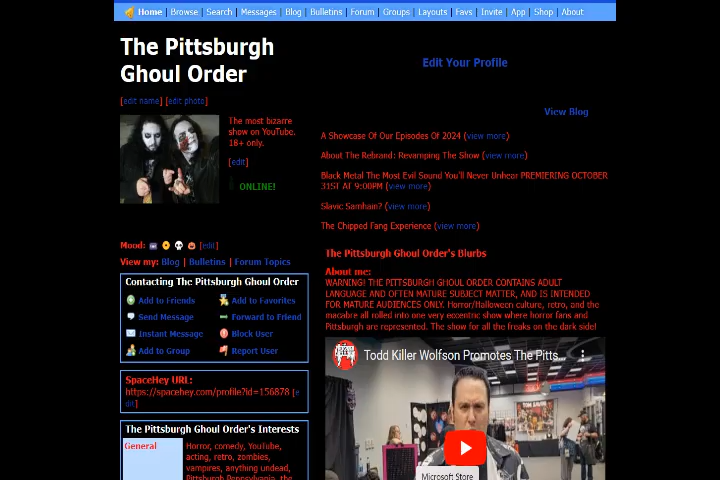 Home | Browse | Search | Messages | Blog | Bulletins | Forum | Groups | Layouts | Favs | Invite | App | Shop | About
The Pittsburgh
Ghoul Order
[edit name] [edit photo]
The most bizarre
show on YouTube.
18+ only.
[edit]
ONLINE!
Mood: [edit]
View my: Blog | Bulletins | Forum Topics
Contacting The Pittsburgh Ghoul Order
Add to Friends
Add to Favorites
Send Message
Forward to Friend
Instant Message
Block User
Add to Group
Report User
SpaceHey URL:
https://spacehey.com/profile?id=156878 [e
dit]
The Pittsburgh Ghoul Order's Interests
General
Horror, comedy, YouTube,
acting, retro, zombies,
vampires, anything undead,
Pittsburgh Pennsylvania, the
Edit Your Profile
View Blog
A Showcase Of Our Episodes Of 2024 (view more)
About The Rebrand: Revamping The Show (view more)
Black Metal The Most Evil Sound You'll Never Unhear PREMIERING OCTOBER
31ST AT 9:00PM (view more)
Slavic Samhain? (view more)
The Chipped Fang Experience (view more)
The Pittsburgh Ghoul Order's Blurbs
About me:
WARNING! THE PITTSBURGH GHOUL ORDER CONTAINS ADULT
LANGUAGE AND OFTEN MATURE SUBJECT MATTER, AND IS INTENDED
FOR MATURE AUDIENCES ONLY. Horror/Halloween culture, retro, and the
macabre all rolled into one very eccentric show where horror fans and
Pittsburgh are represented. The show for all the freaks on the dark side!
Todd Killer Wolfson Promotes The Pitts...
Microsoft Store